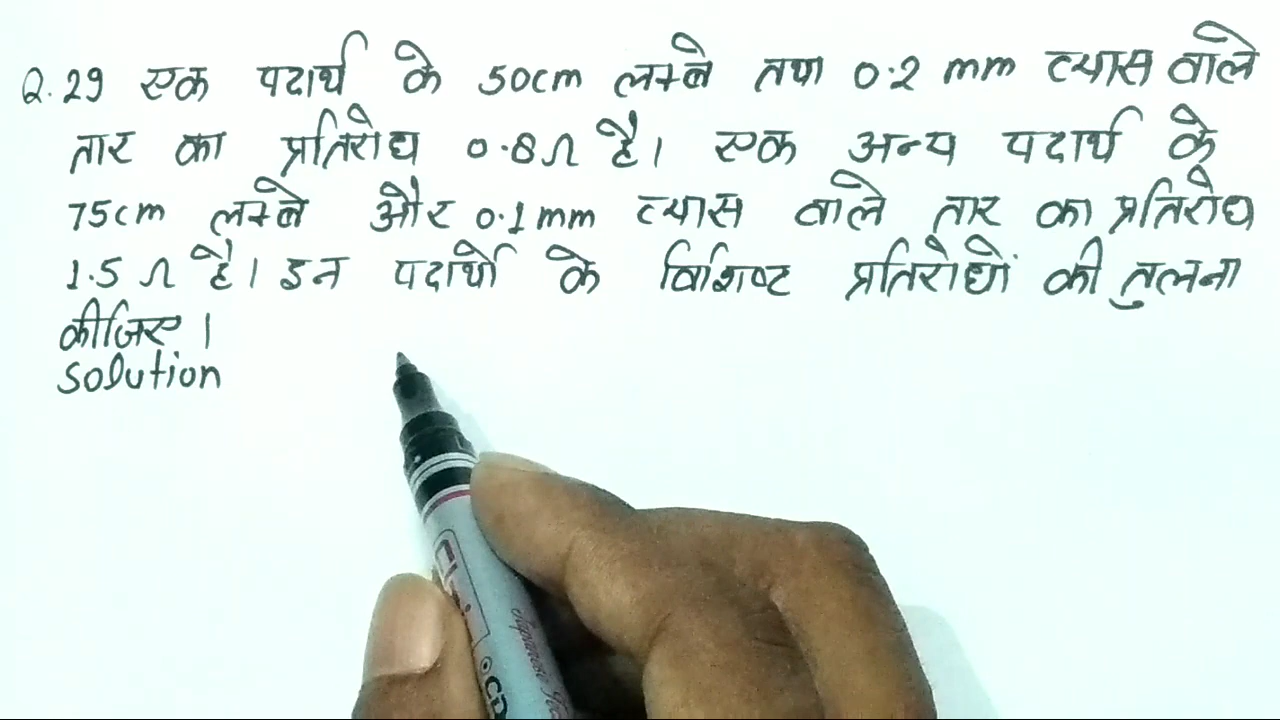 Q.29 एक पदार्थ के 50cm लम्बे तथा 0.2 mm व्यास वाले
तार का प्रतिरोध 0.8Ω है। एक अन्य पदार्थ के
75cm लम्बे और 0.1mm व्यास वाले तार का प्रतिरोध
1.5 Ω है। इन पदार्थो के विशिष्ट प्रतिरोधों की तुलना
कीजिए।
Solution